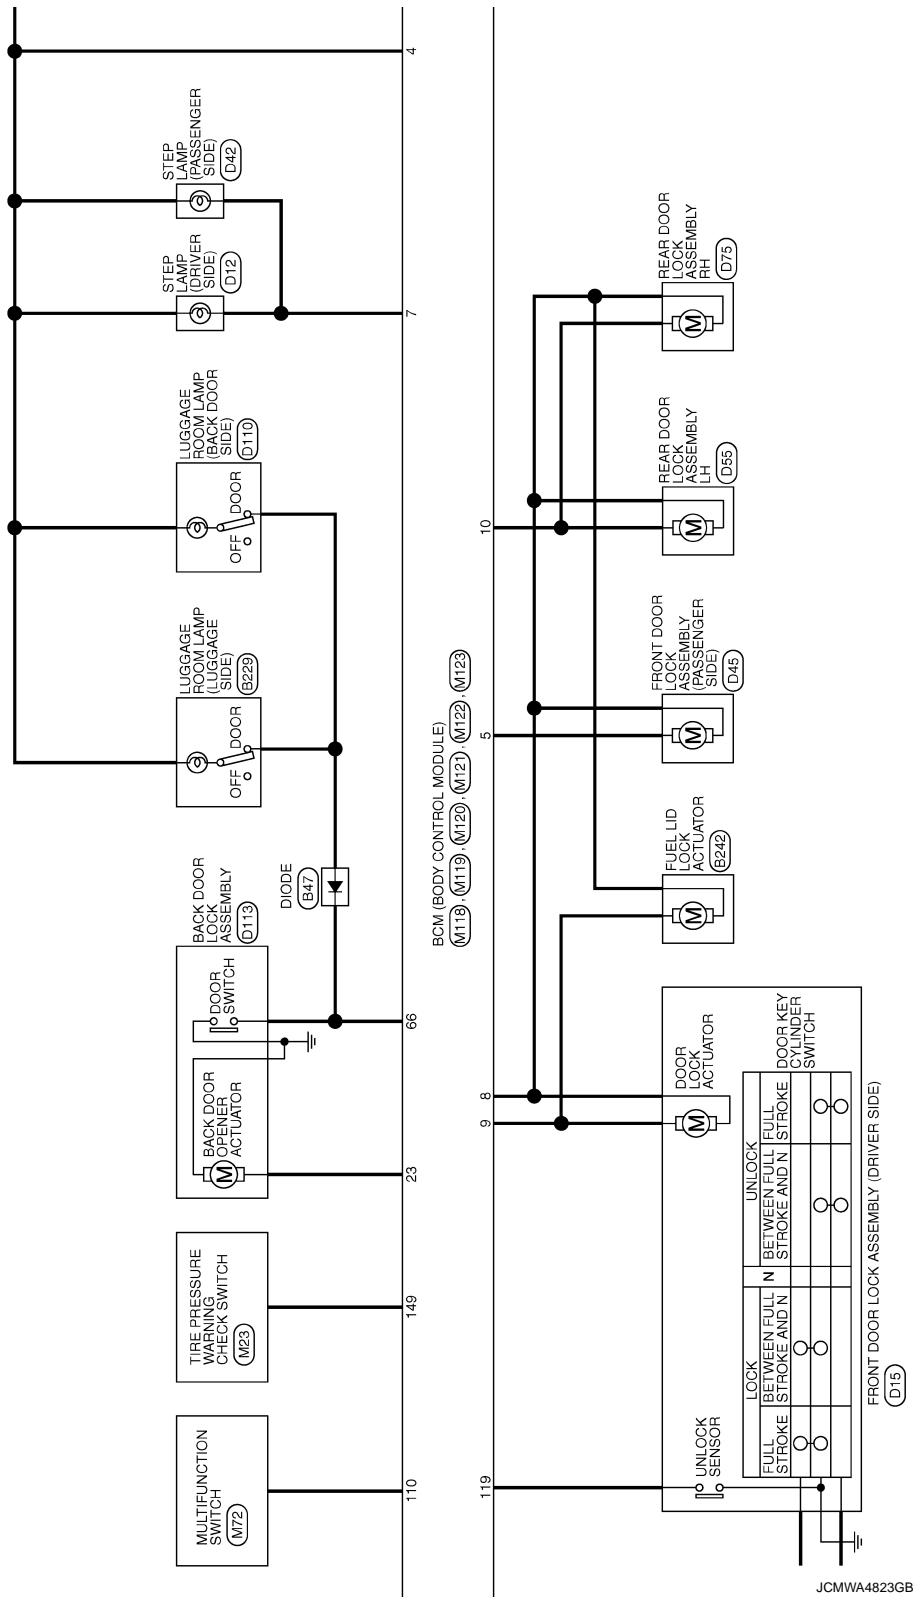 MULTIFUNCTION
SWITCH
M72
110
TIRE PRESSURE
WARNING
CHECK SWITCH
M23
149
BACK DOOR
LOCK
ASSEMBLY
D113
BACK DOOR
OPENER
ACTUATOR
M
DOOR
SWITCH
23
66
DIODE
B47
LUGGAGE
ROOM LAMP
(LUGGAGE
SIDE)
B229
OFF
DOOR
LUGGAGE
ROOM LAMP
(BACK DOOR
SIDE)
D110
OFF
DOOR
STEP
LAMP
(DRIVER
SIDE)
D12
STEP
LAMP
(PASSENGER
SIDE)
D42
7
4
BCM (BODY CONTROL MODULE)
M118 , M119 , M120 , M121 , M122 , M123
119
9
8
5
10
UNLOCK
SENSOR
DOOR
LOCK
ACTUATOR
M
LOCK
N
UNLOCK
DOOR KEY
CYLINDER
SWITCH
FULL
STROKE
BETWEEN FULL
STROKE AND N
BETWEEN FULL
STROKE AND N
FULL
STROKE
FRONT DOOR LOCK ASSEMBLY (DRIVER SIDE)
D15
FUEL LID
LOCK
ACTUATOR
B242
M
FRONT DOOR
LOCK
ASSEMBLY
(PASSENGER
SIDE)
D45
M
REAR DOOR
LOCK
ASSEMBLY
LH
D55
M
REAR DOOR
LOCK
ASSEMBLY
RH
D75
M
JCMWA4823GB